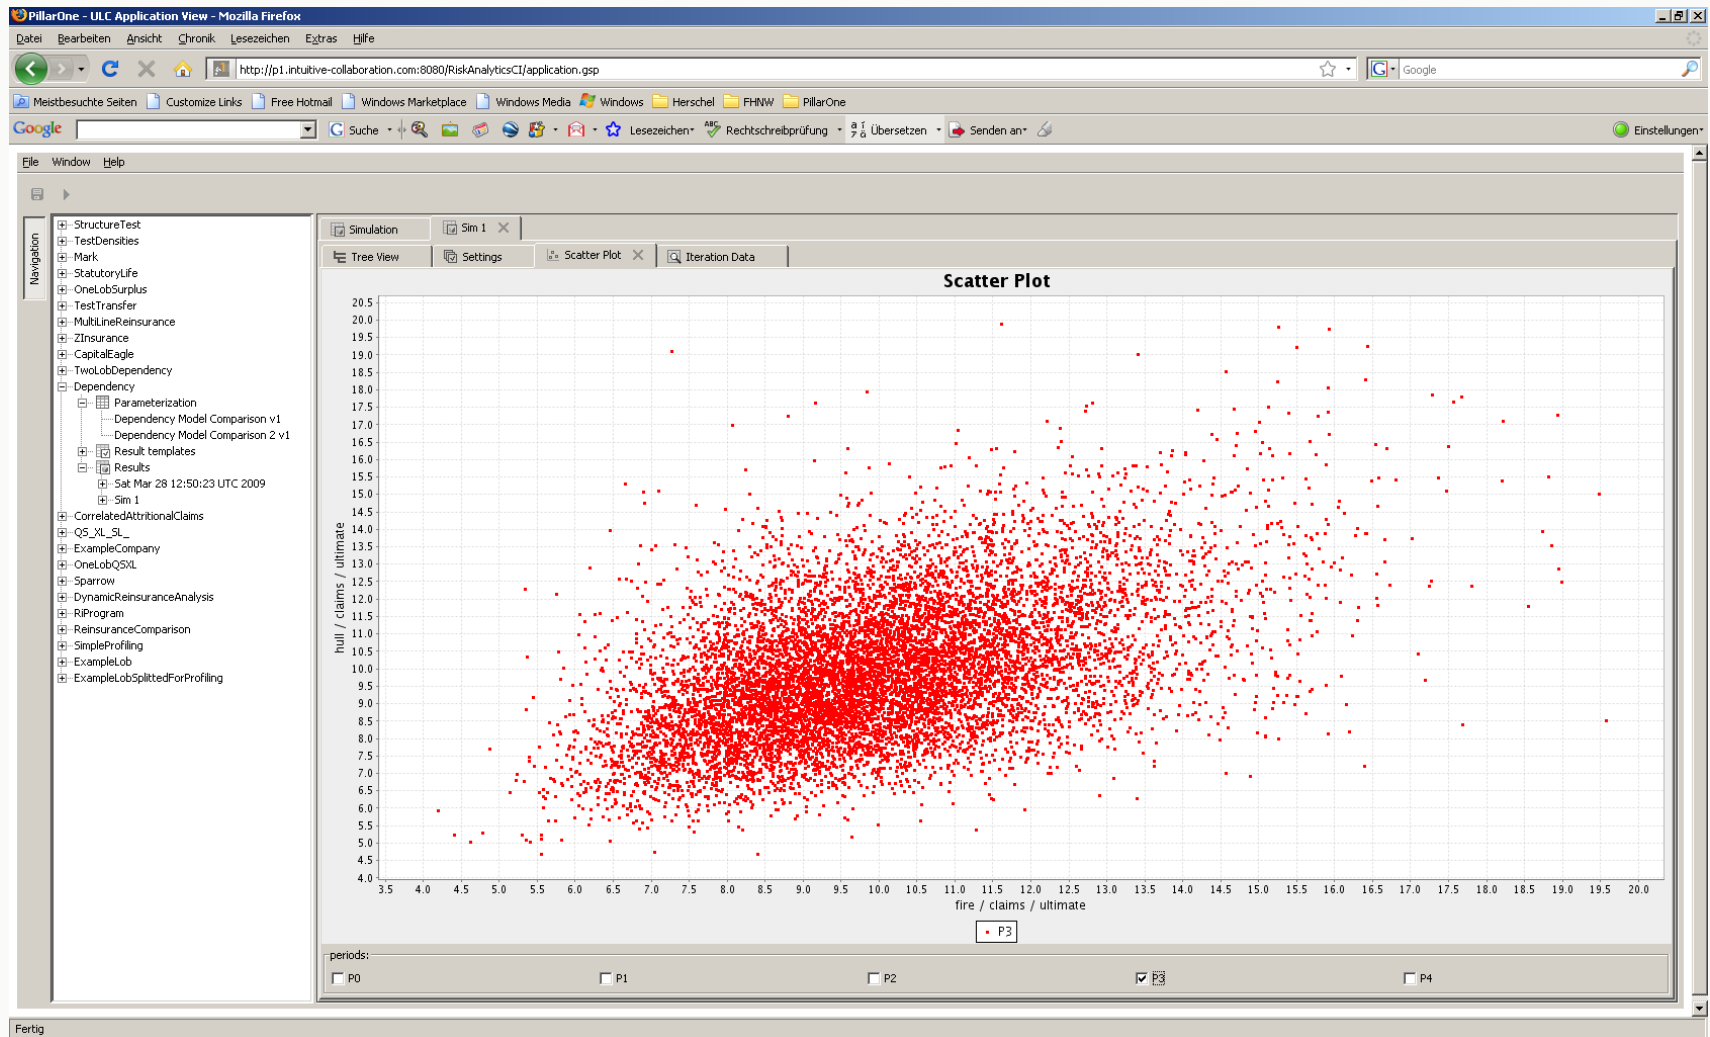 PillarOne - ULC Application View - Mozilla Firefox
Datei Bearbeiten Ansicht Chronik Lesezeichen Extras Hilfe
http://p1.intuitive-collaboration.com:8080/RiskAnalyticsCI/application.gsp
G Google
Meistbesuchte Seiten Customize Links Free Hotmail Windows Marketplace Windows Media Windows Herschel FHNW PillarOne
Google G Suche Lesezeichen ABC Rechtschreibprüfung Übersetzen Senden an Einstellungen
File Window Help
Navigation
StructureTest
TestDensities
Mark
StatutoryLife
OneLobSurplus
TestTransfer
MultiLineReinsurance
ZInsurance
CapitalEagle
TwoLobDependency
Dependency
Parameterization
Dependency Model Comparison v1
Dependency Model Comparison 2 v1
Result templates
Results
Sat Mar 28 12:50:23 UTC 2009
Sim 1
CorrelatedAttritionalClaims
QS_XL_SL_
ExampleCompany
OneLobQSXL
Sparrow
DynamicReinsuranceAnalysis
RiProgram
ReinsuranceComparison
SimpleProfiling
ExampleLob
ExampleLobSplittedForProfiling
Simulation Sim 1
Tree View Settings Scatter Plot Iteration Data
Scatter Plot
20.5
20.0
19.5
19.0
18.5
18.0
17.5
17.0
16.5
16.0
15.5
15.0
14.5
14.0
13.5
13.0
12.5
12.0
11.5
11.0
10.5
10.0
9.5
9.0
8.5
8.0
7.5
7.0
6.5
6.0
5.5
5.0
4.5
4.0
hull / claims / ultimate
3.5 4.0 4.5 5.0 5.5 6.0 6.5 7.0 7.5 8.0 8.5 9.0 9.5 10.0 10.5 11.0 11.5 12.0 12.5 13.0 13.5 14.0 14.5 15.0 15.5 16.0 16.5 17.0 17.5 18.0 18.5 19.0 19.5 20.0
fire / claims / ultimate
P3
periods:
P0 P1 P2 P3 P4
Fertig